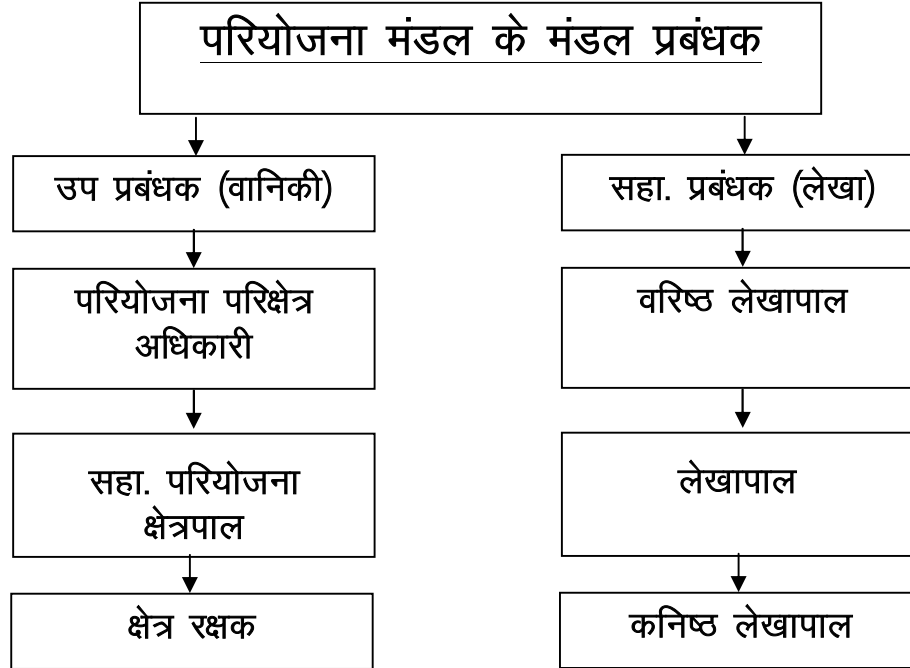 परियोजना मंडल के मंडल प्रबंधक
उप प्रबंधक (वानिकी)
सहा. प्रबंधक (लेखा)
परियोजना परिक्षेत्र
अधिकारी
वरिष्ठ लेखापाल
सहा. परियोजना
क्षेत्रपाल
लेखापाल
क्षेत्र रक्षक
कनिष्ठ लेखापाल